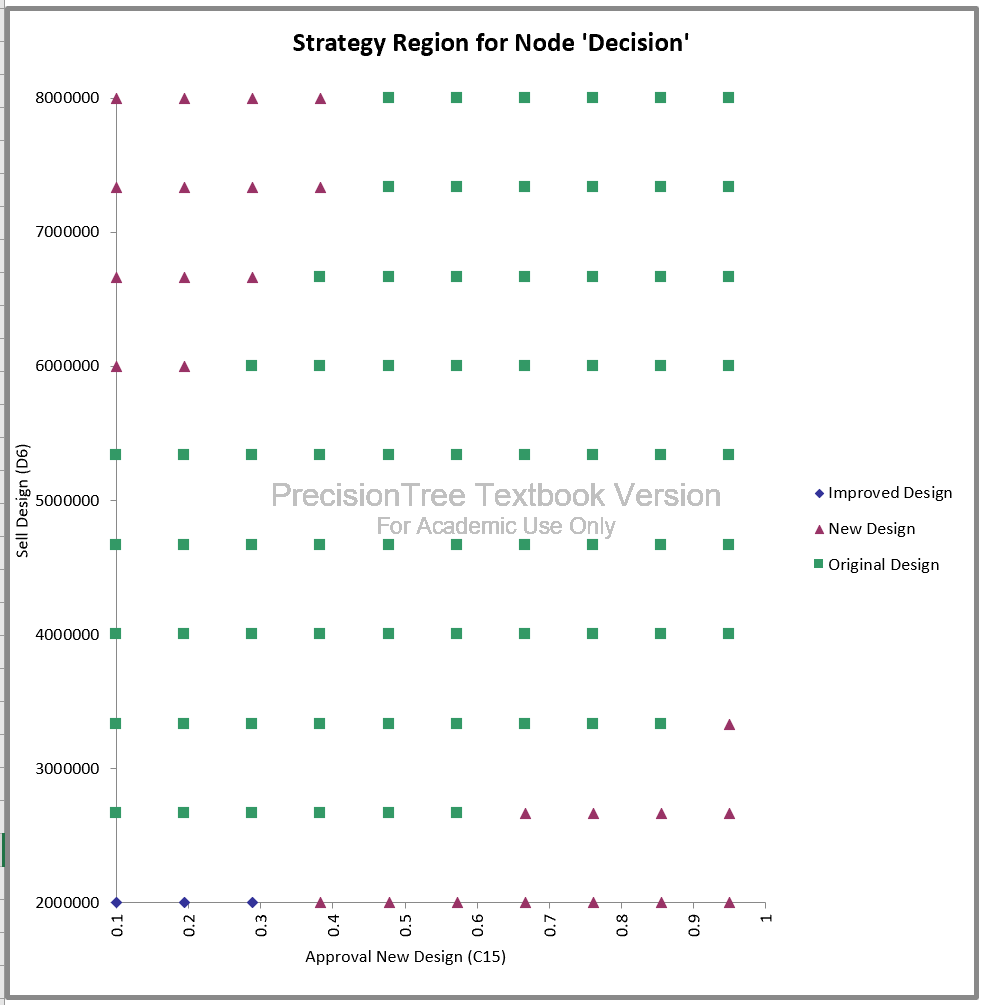 Strategy Region for Node 'Decision'
8000000
7000000
6000000
5000000
4000000
3000000
2000000
Sell Design (D6)
PrecisionTree Textbook Version
For Academic Use Only
Improved Design
New Design
Original Design
0.1
0.2
0.3
0.4
0.5
0.6
0.7
0.8
0.9
1
Approval New Design (C15)